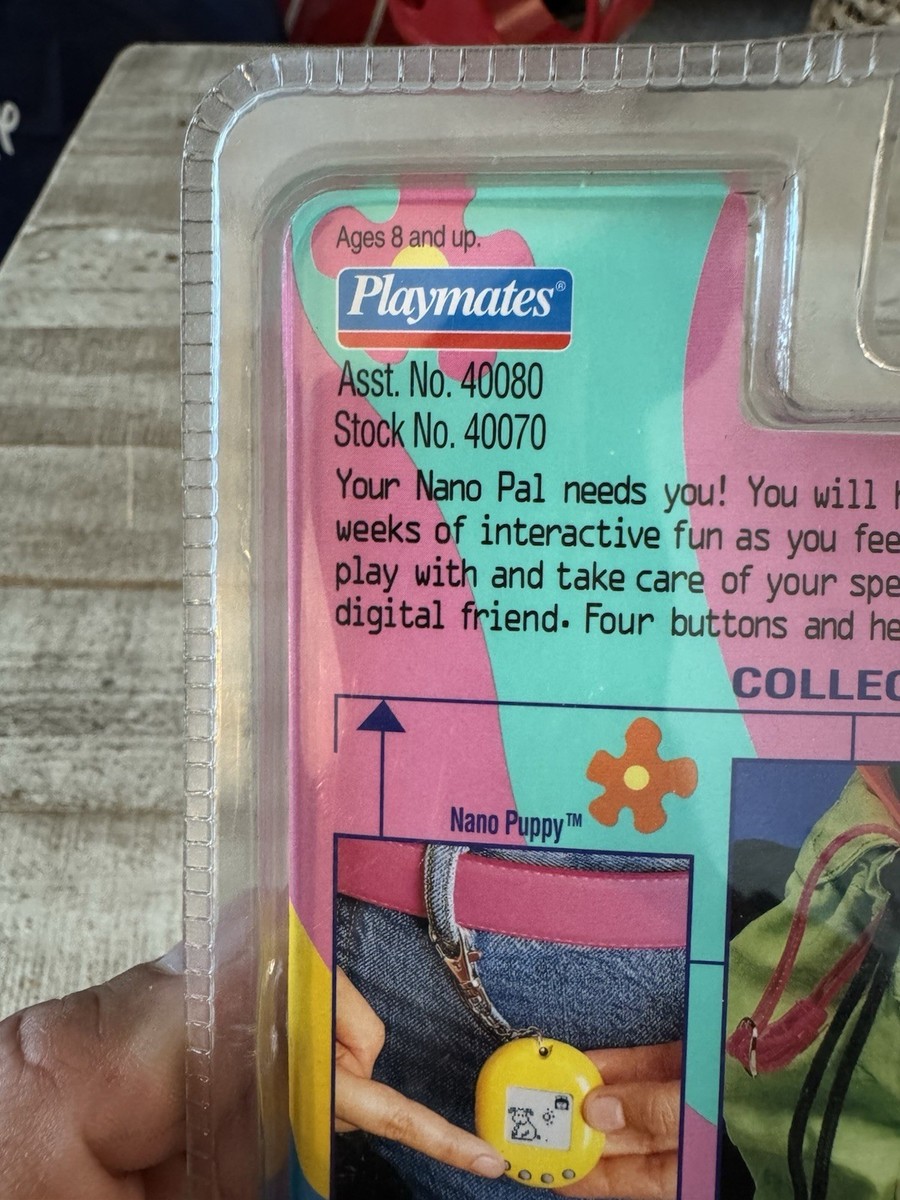 Ages 8 and up.
Playmates®
Asst. No. 40080
Stock No. 40070
Your Nano Pal needs you! You will
weeks of interactive fun as you
play with and take care of your
digital friend. Four buttons and
Nano Puppy™